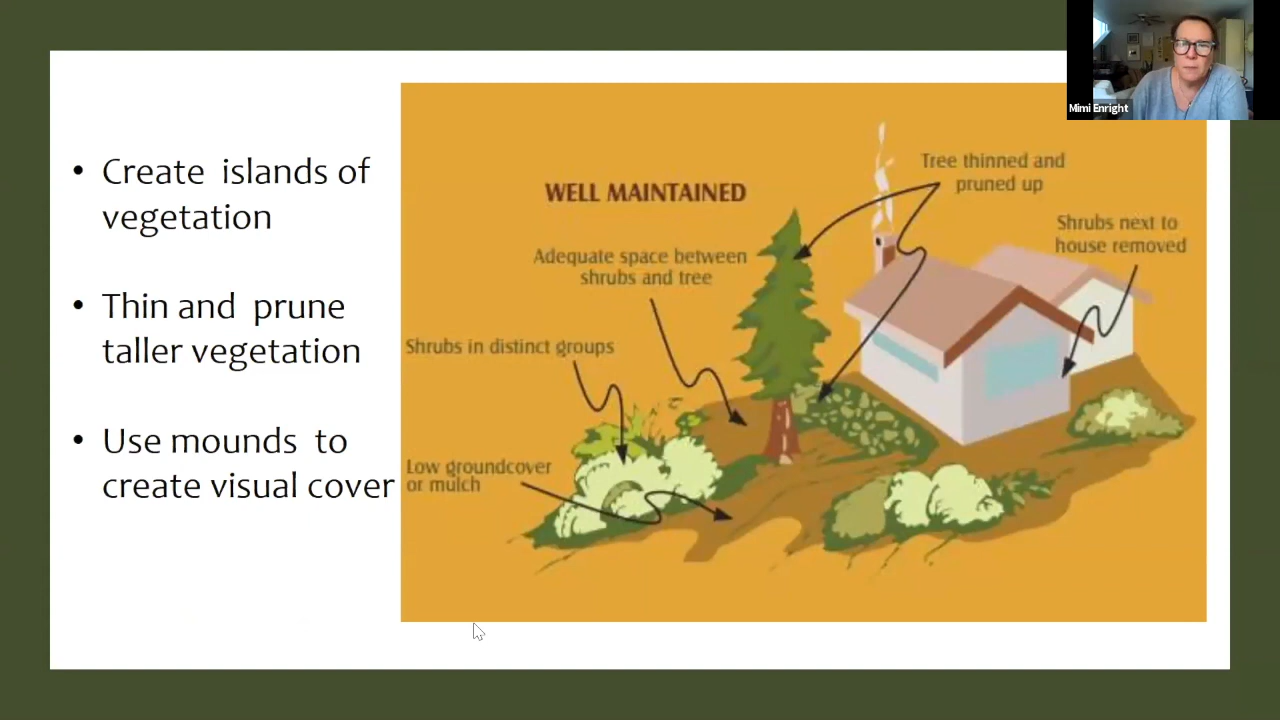 • Create islands of
vegetation
• Thin and prune
taller vegetation
• Use mounds to
create visual cover
WELL MAINTAINED
Tree thinned and
pruned up
Shrubs next to
house removed
Adequate space between
shrubs and tree
Shrubs in distinct groups
Low groundcover
or mulch
Mimi Enright